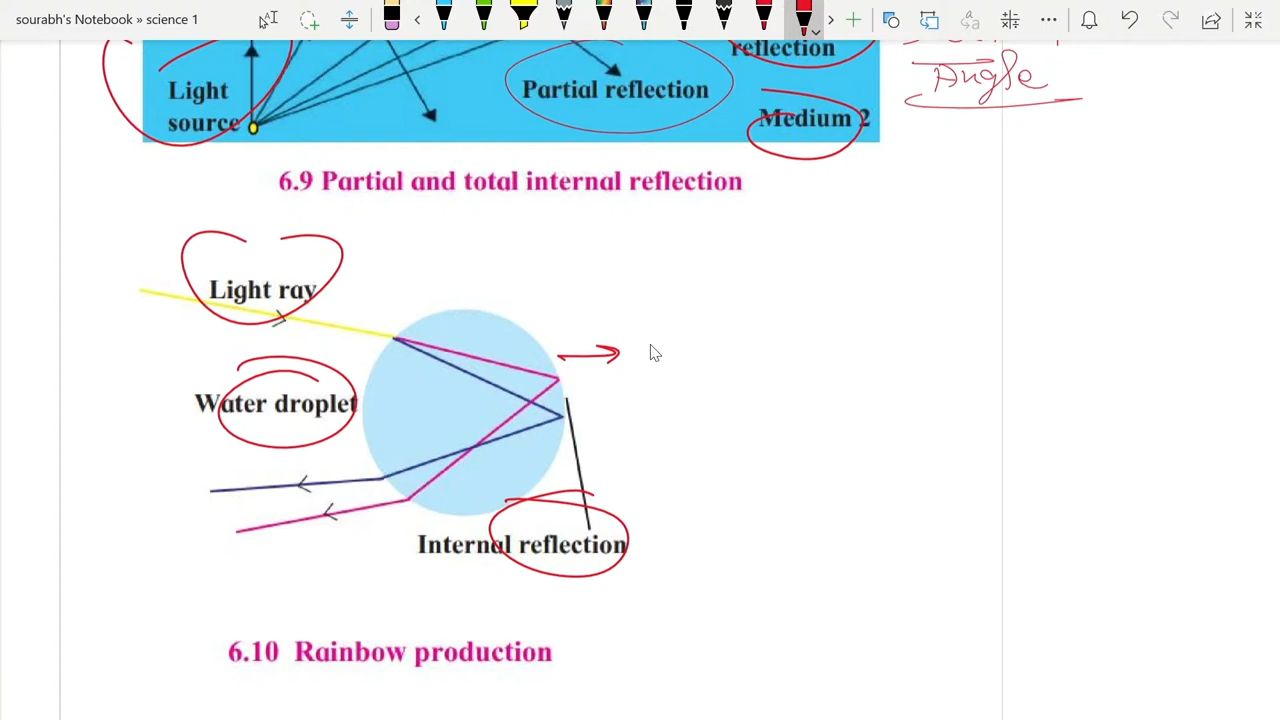 sourabh's Notebook » science 1
reflection
Angle
Light
source
Partial reflection
Medium 2
6.9 Partial and total internal reflection
Light ray
Water droplet
Internal reflection
6.10 Rainbow production